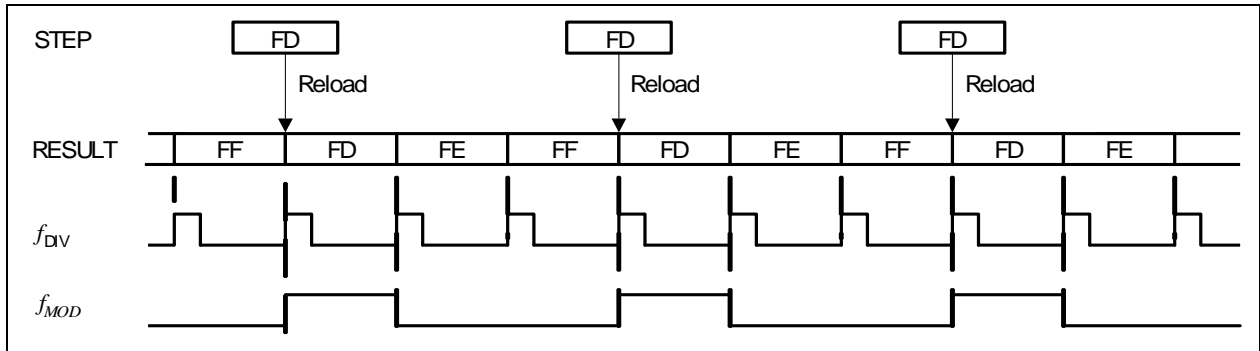 STEP FD FD FD
Reload Reload Reload
RESULT FF FD FE FF FD FE FF FD FE
fDIV
fMOD